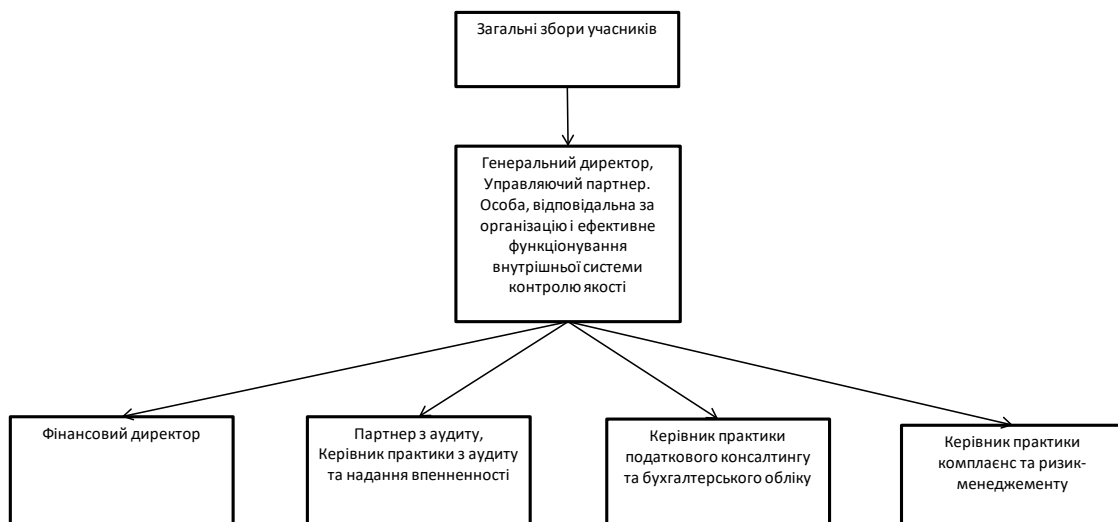 Загальні збори учасників
Генеральний директор,
Управляючий партнер.
Особа, відповідальна за
організацію і ефективне
функціонування
внутрішньої системи
контролю якості
Фінансовий директор
Партнер з аудиту,
Керівник практики з аудиту
та надання впенненності
Керівник практики
податкового консалтингу
та бухгалтерського обліку
Керівник практики
комплаєнс та ризик-
менеджементу